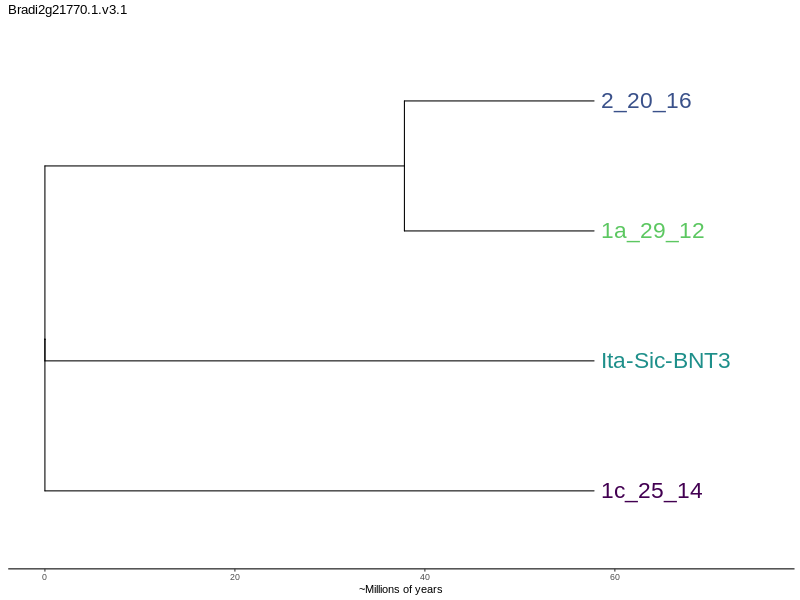 Bradi2g21770.1.v3.1
2_20_16
1a_29_12
Ita-Sic-BNT3
1c_25_14
0 20 40 60
~Millions of years